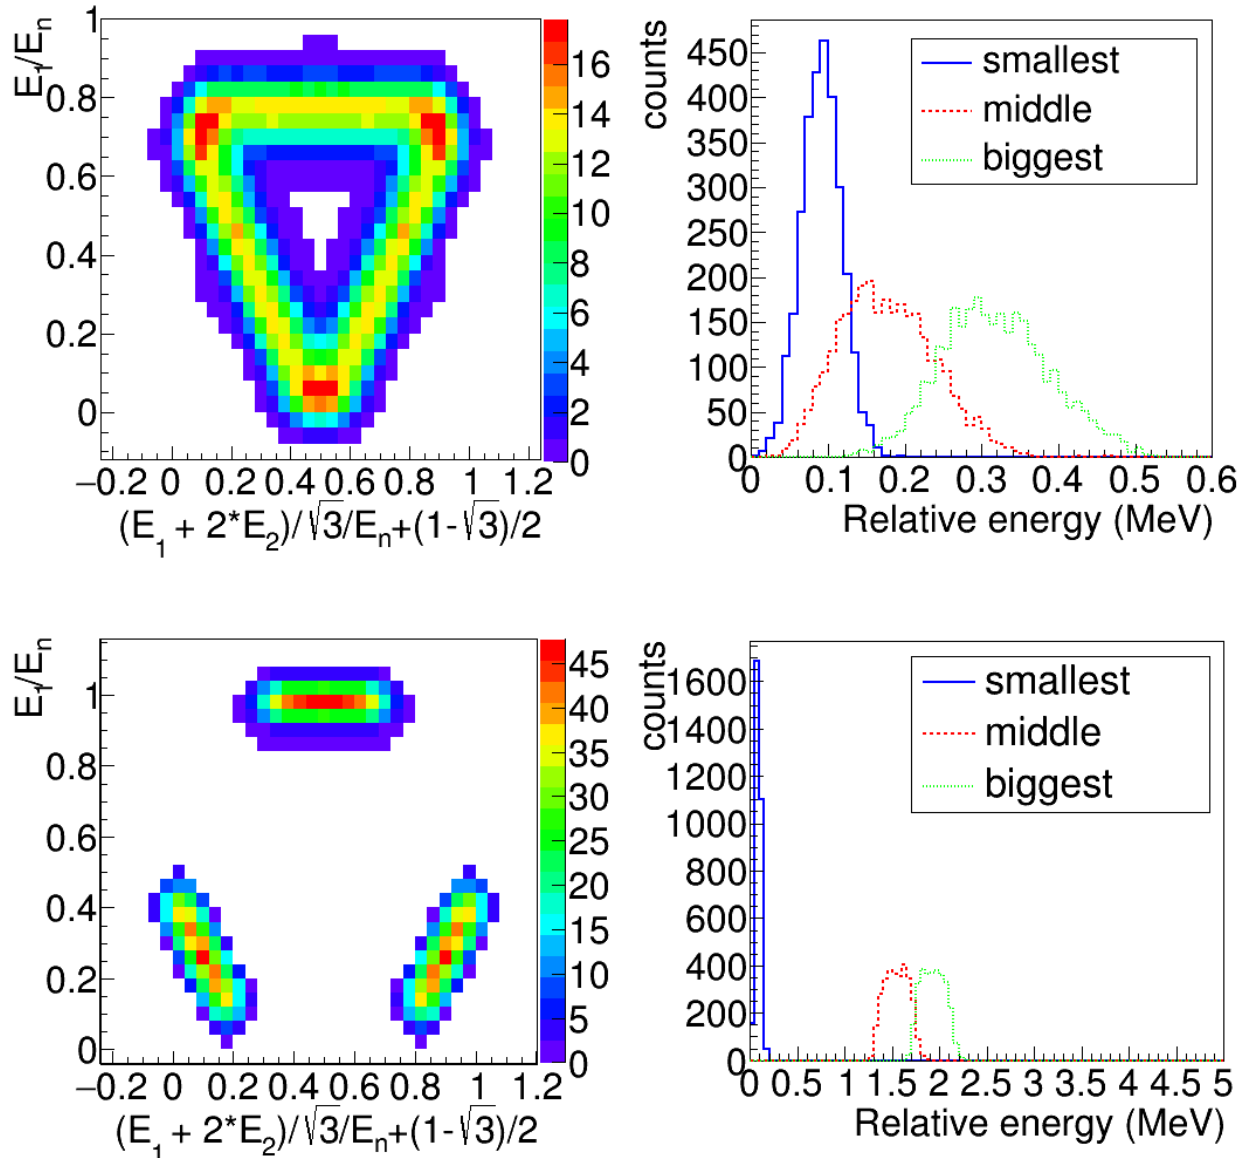 E₁/Eₙ
1
0.8
0.6
0.4
0.2
0
−0.2 0 0.2 0.4 0.6 0.8 1 1.2
(E₁ + 2*E₂)/√3/Eₙ+(1-√3)/2
16
14
12
10
8
6
4
2
0
counts
450
400
350
300
250
200
150
100
50
0
0 0.1 0.2 0.3 0.4 0.5 0.6
Relative energy (MeV)
smallest
middle
biggest
E₁/Eₙ
1
0.8
0.6
0.4
0.2
0
−0.2 0 0.2 0.4 0.6 0.8 1 1.2
(E₁ + 2*E₂)/√3/Eₙ+(1-√3)/2
45
40
35
30
25
20
15
10
5
0
counts
1600
1400
1200
1000
800
600
400
200
0
0 0.5 1 1.5 2 2.5 3 3.5 4 4.5 5
Relative energy (MeV)
smallest
middle
biggest